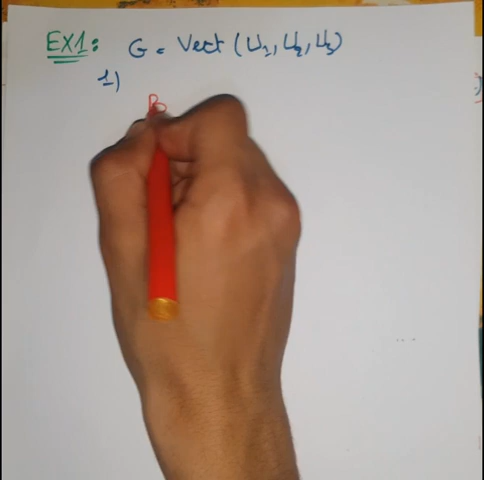 EX1: G = Vect (U₁, U₂, U₃)
1)
B